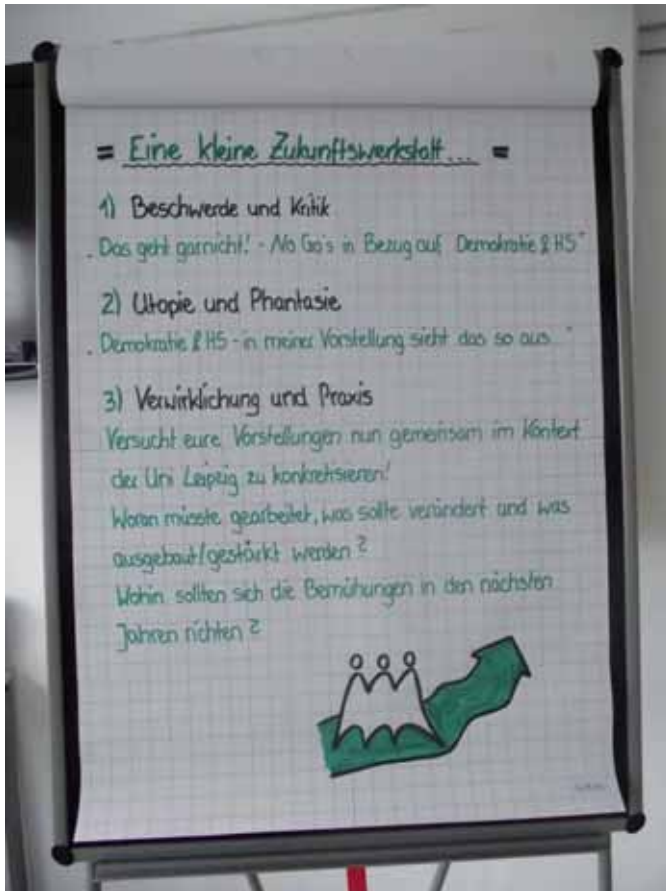 = Eine kleine Zukunftswerkstatt... =
1) Beschwerde und Kritik
„Das geht garnicht! - No Go's in Bezug auf Demokratie & HS"
2) Utopie und Phantasie
„Demokratie & HS - in meiner Vorstellung sieht das so aus..."
3) Verwirklichung und Praxis
Versucht eure Vorstellungen nun gemeinsam im Kontext
der Uni Leipzig zu konkretisieren!
Woran müsste gearbeitet, was sollte verändert und was
ausgebaut/gestärkt werden?
Wohin sollten sich die Bemühungen in den nächsten
Jahren richten?